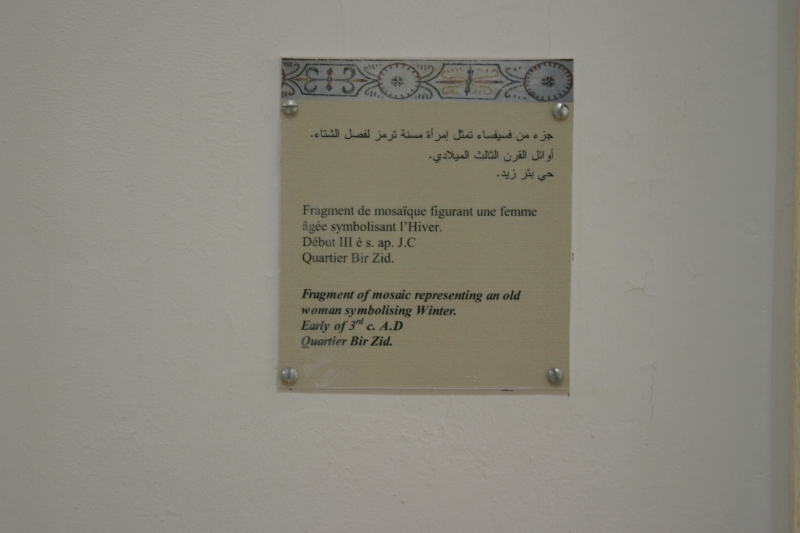 جزء من فسيفساء تمثل إمرأة مسنة ترمز لفصل الشتاء.
أوائل القرن الثالث الميلادي.
حي بئر زيد.
Fragment de mosaïque figurant une femme
âgée symbolisant l'Hiver.
Début III è s. ap. J.C
Quartier Bir Zid.
Fragment of mosaic representing an old
woman symbolising Winter.
Early of 3rd c. A.D
Quartier Bir Zid.